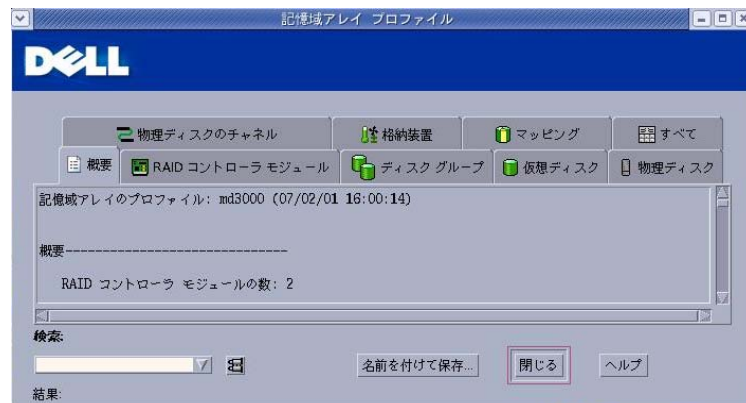 記憶域アレイ プロファイル
DELL
物理ディスクのチャネル 格納装置 マッピング すべて
概要 RAID コントローラ モジュール ディスク グループ 仮想ディスク 物理ディスク
記憶域アレイのプロファイル: md3000 (07/02/01 16:00:14)
概要------------------------------
RAID コントローラ モジュールの数: 2
検索:
名前を付けて保存... 閉じる ヘルプ
結果: